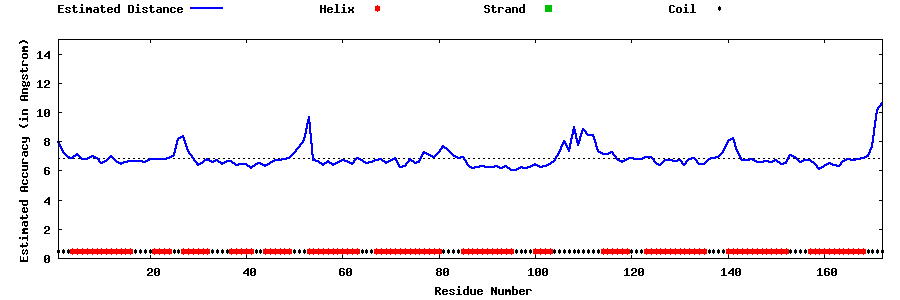 Estimated Distance Helix Strand Coil
Estimated Accuracy (in Angstrom)
14
12
10
8
6
4
2
0
20 40 60 80 100 120 140 160
Residue Number